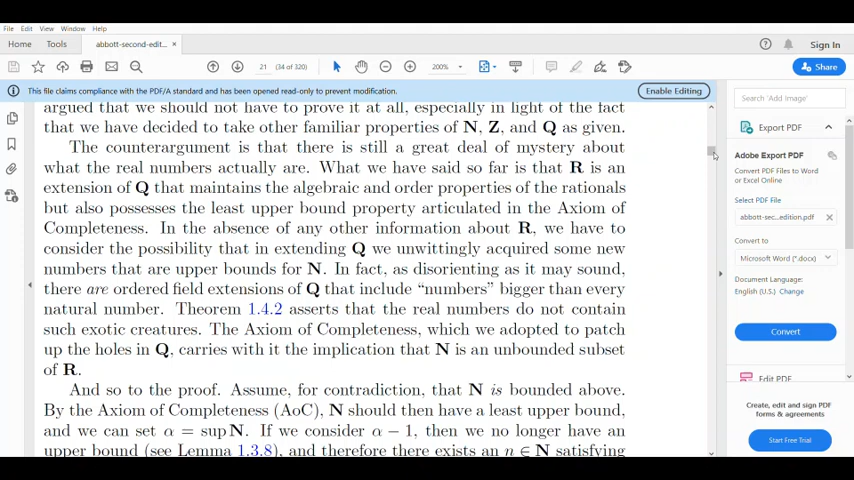 File Edit View Window Help
Home Tools abbott-second-edit... × Sign In
21 (34 of 320) 200% Share
This file claims compliance with the PDF/A standard and has been opened read-only to prevent modification. Enable Editing
argued that we should not have to prove it at all, especially in light of the fact
that we have decided to take other familiar properties of N, Z, and Q as given.
The counterargument is that there is still a great deal of mystery about
what the real numbers actually are. What we have said so far is that R is an
extension of Q that maintains the algebraic and order properties of the rationals
but also possesses the least upper bound property articulated in the Axiom of
Completeness. In the absence of any other information about R, we have to
consider the possibility that in extending Q we unwittingly acquired some new
numbers that are upper bounds for N. In fact, as disorienting as it may sound,
there are ordered field extensions of Q that include “numbers” bigger than every
natural number. Theorem 1.4.2 asserts that the real numbers do not contain
such exotic creatures. The Axiom of Completeness, which we adopted to patch
up the holes in Q, carries with it the implication that N is an unbounded subset
of R.
And so to the proof. Assume, for contradiction, that N is bounded above.
By the Axiom of Completeness (AoC), N should then have a least upper bound,
and we can set α = sup N. If we consider α − 1, then we no longer have an
upper bound (see Lemma 1.3.8), and therefore there exists an n ∈ N satisfying
Search 'Add Image'
Export PDF
Adobe Export PDF
Convert PDF Files to Word
or Excel Online
Select PDF File
abbott-sec...edition.pdf ×
Convert to
Microsoft Word (*.docx)
Document Language:
English (U.S.) Change
Convert
Edit PDF
Create, edit and sign PDF
forms & agreements
Start Free Trial